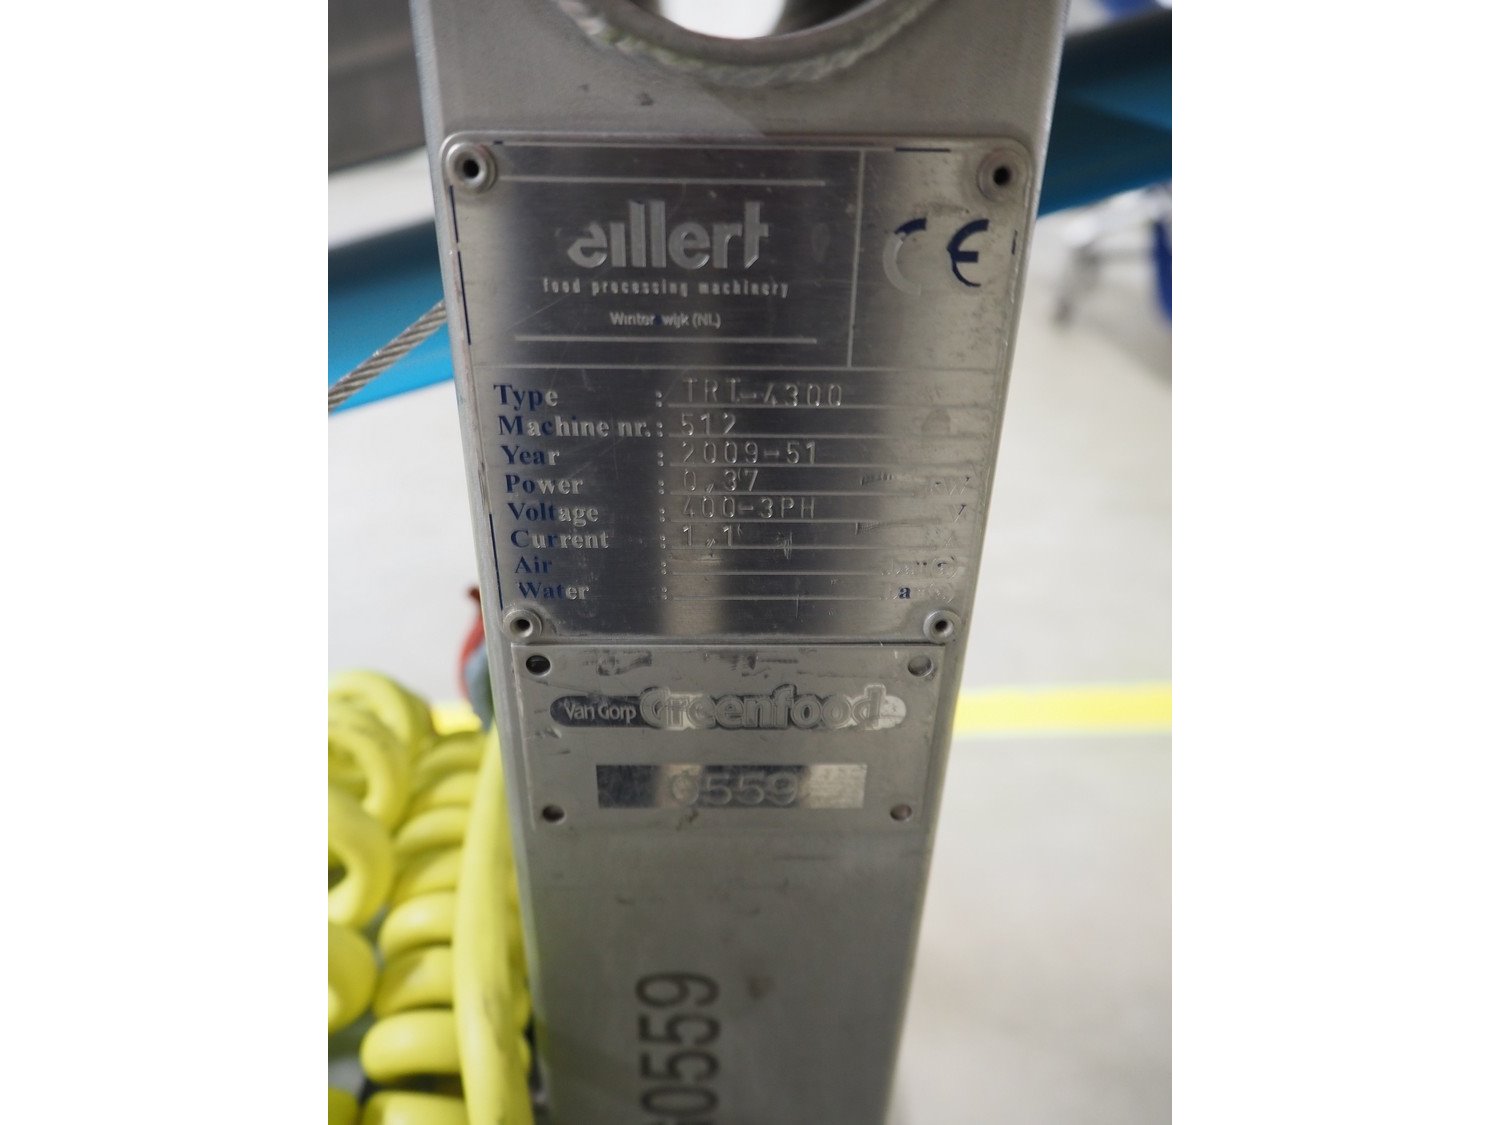 eillert
food processing machinery
Winterswijk (NL)
CE
Type : TRT-4300
Machine nr. : 512
Year : 2009-51
Power : 0,37 kW
Voltage : 400-3PH V
Current : 1,1 A
Air :
Water :
Van Gorp Greenfood
0559
0559